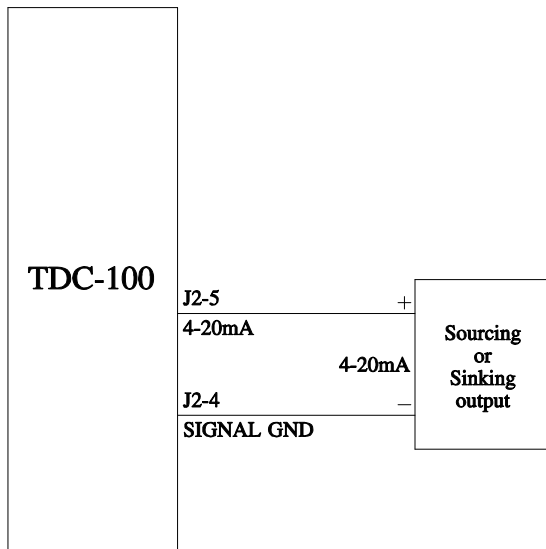 TDC-100
J2-5
+
4-20mA
Sourcing
or
Sinking
output
4-20mA
J2-4
−
SIGNAL GND